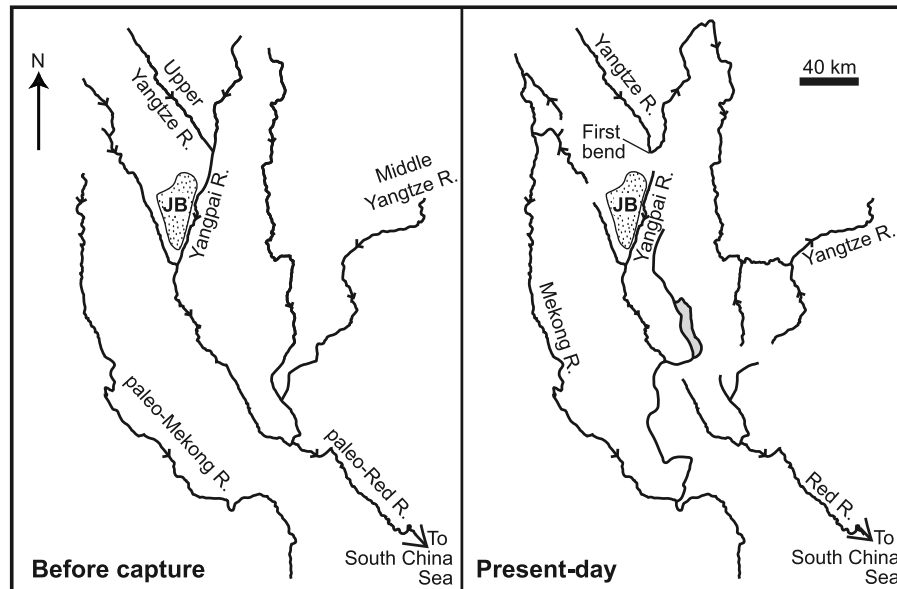 N
Upper
Yangtze R.
JB
Yangpai R.
Middle
Yangtze R.
paleo-Mekong R.
paleo-Red R.
To
South China
Sea
Before capture
Yangtze R.
40 km
First
bend
JB
Yangpai R.
Yangtze R.
Mekong R.
Red R.
To
South China
Sea
Present-day